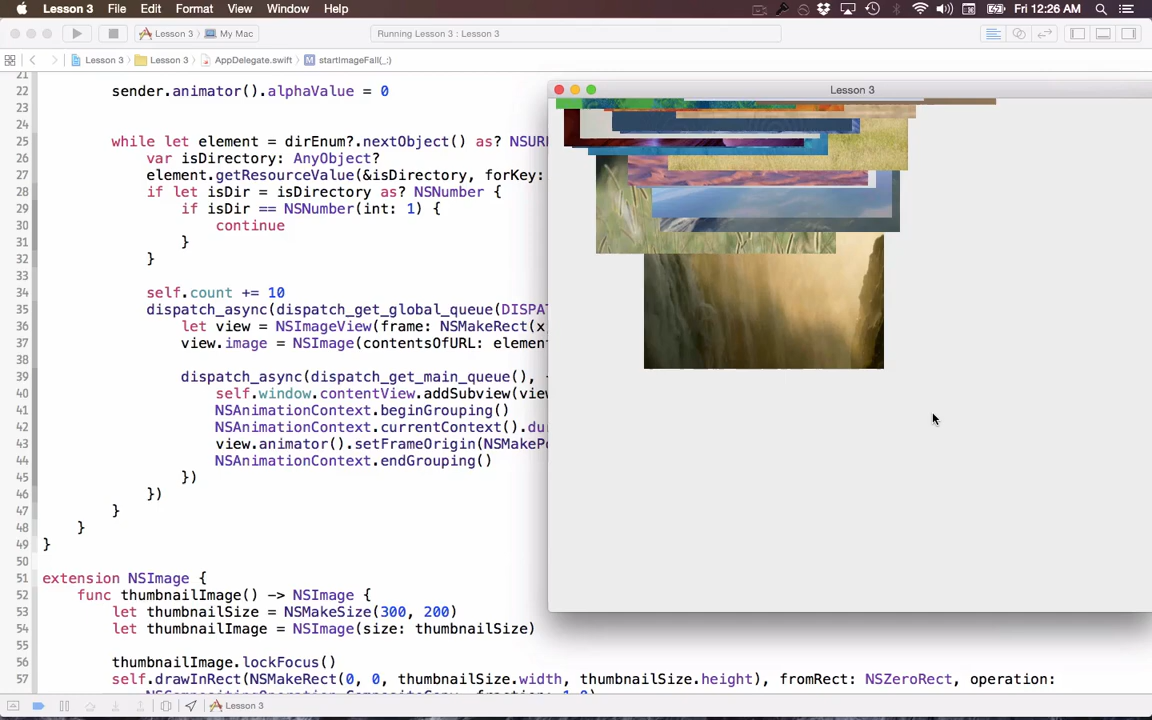 Lesson 3 File Edit Format View Window Help Fri 12:26 AM
Lesson 3 My Mac Running Lesson 3 : Lesson 3
Lesson 3 Lesson 3 AppDelegate.swift M startImageFall(_:)
Lesson 3
21
22 sender.animator().alphaValue = 0
23
24
25 while let element = dirEnum?.nextObject() as? NSUR
26 var isDirectory: AnyObject?
27 element.getResourceValue(&isDirectory, forKey:
28 if let isDir = isDirectory as? NSNumber {
29 if isDir == NSNumber(int: 1) {
30 continue
31 }
32 }
33
34 self.count += 10
35 dispatch_async(dispatch_get_global_queue(DISPAT
36 let view = NSImageView(frame: NSMakeRect(x
37 view.image = NSImage(contentsOfURL: elemen
38
39 dispatch_async(dispatch_get_main_queue(), {
40 self.window.contentView.addSubview(view
41 NSAnimationContext.beginGrouping()
42 NSAnimationContext.currentContext().du
43 view.animator().setFrameOrigin(NSMakePo
44 NSAnimationContext.endGrouping()
45 })
46 })
47 }
48 }
49 }
50
51 extension NSImage {
52 func thumbnailImage() -> NSImage {
53 let thumbnailSize = NSMakeSize(300, 200)
54 let thumbnailImage = NSImage(size: thumbnailSize)
55
56 thumbnailImage.lockFocus()
57 self.drawInRect(NSMakeRect(0, 0, thumbnailSize.width, thumbnailSize.height), fromRect: NSZeroRect, operation:
Lesson 3